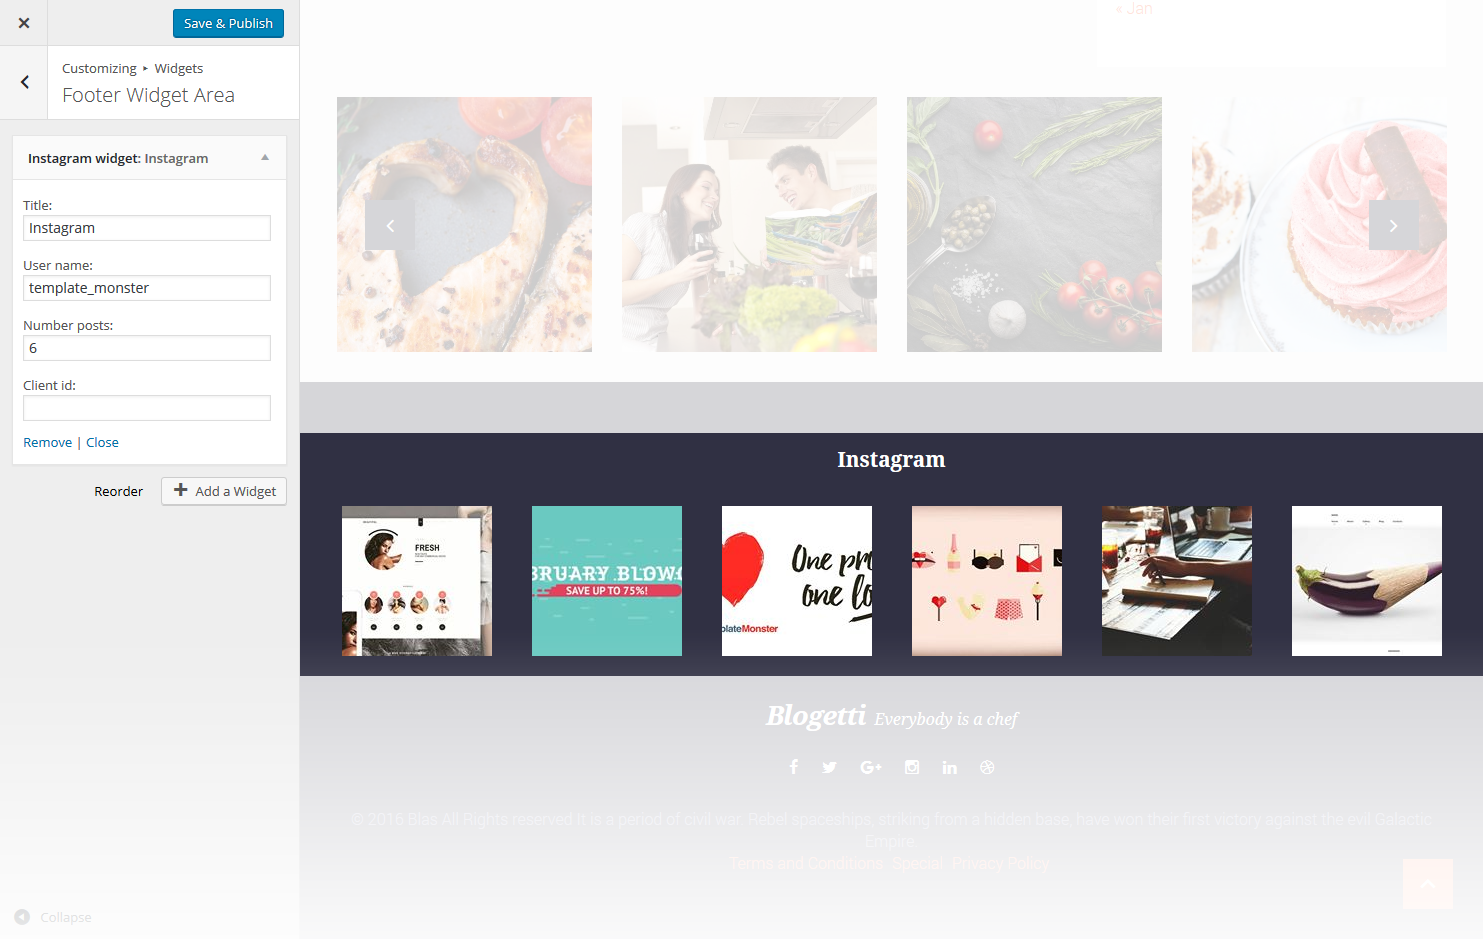 Save & Publish
Customizing ▸ Widgets
Footer Widget Area
Instagram widget: Instagram
Title:
Instagram
User name:
template_monster
Number posts:
6
Client id:
Remove | Close
Reorder
Add a Widget
Collapse
« Jan
Instagram
FRESH
BRUARY BLOW
SAVE UP TO 75%!
One pr
one lo
plateMonster
Blogetti Everybody is a chef
© 2016 Blas All Rights reserved It is a period of civil war. Rebel spaceships, striking from a hidden base, have won their first victory against the evil Galactic
Empire.
Terms and Conditions Special Privacy Policy